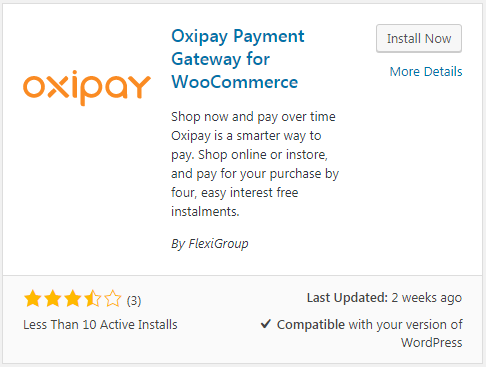 oxipay
Oxipay Payment
Gateway for
WooCommerce
Install Now
More Details
Shop now and pay over time
Oxipay is a smarter way to
pay. Shop online or instore,
and pay for your purchase by
four, easy interest free
instalments.
By FlexiGroup
(3)
Less Than 10 Active Installs
Last Updated: 2 weeks ago
Compatible with your version of
WordPress